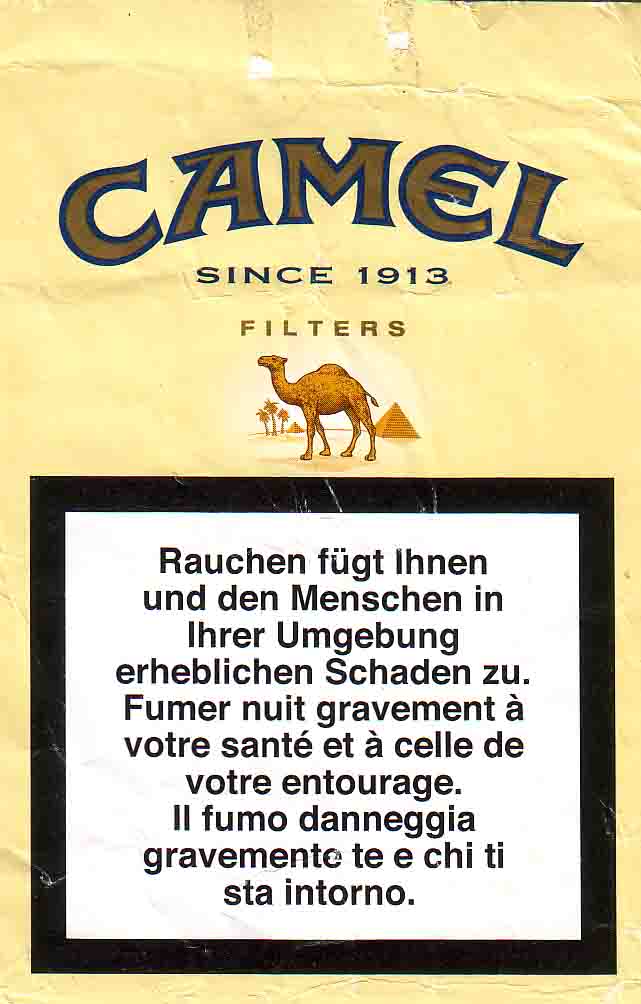 CAMEL
SINCE 1913
FILTERS
Rauchen fügt Ihnen
und den Menschen in
Ihrer Umgebung
erheblichen Schaden zu.
Fumer nuit gravement à
votre santé et à celle de
votre entourage.
Il fumo danneggia
gravemente te e chi ti
sta intorno.